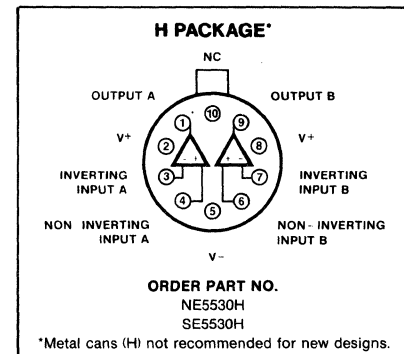 H PACKAGE*
NC
OUTPUT A
OUTPUT B
10
1
9
V+
V+
2
8
- +
+ -
INVERTING
INPUT A
3
7
INVERTING
INPUT B
4
6
NON INVERTING
INPUT A
5
NON-INVERTING
INPUT B
V-
ORDER PART NO.
NE5530H
SE5530H
*Metal cans (H) not recommended for new designs.